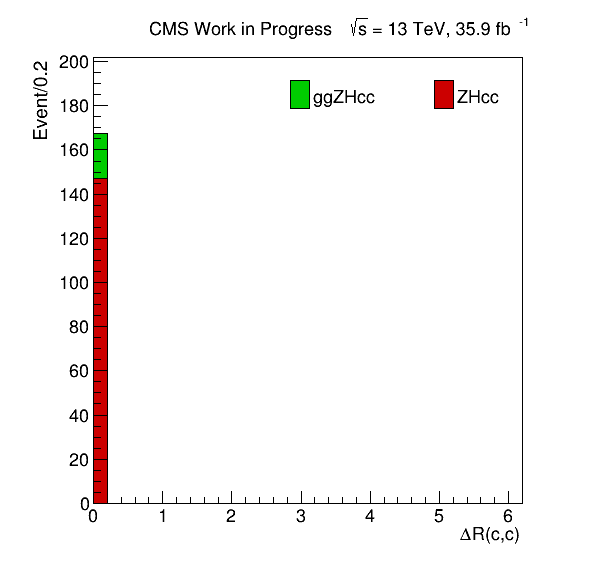 CMS Work in Progress √s = 13 TeV, 35.9 fb -1
Event/0.2
200
180
160
140
120
100
80
60
40
20
0
ggZHcc
ZHcc
0 1 2 3 4 5 6
ΔR(c,c)